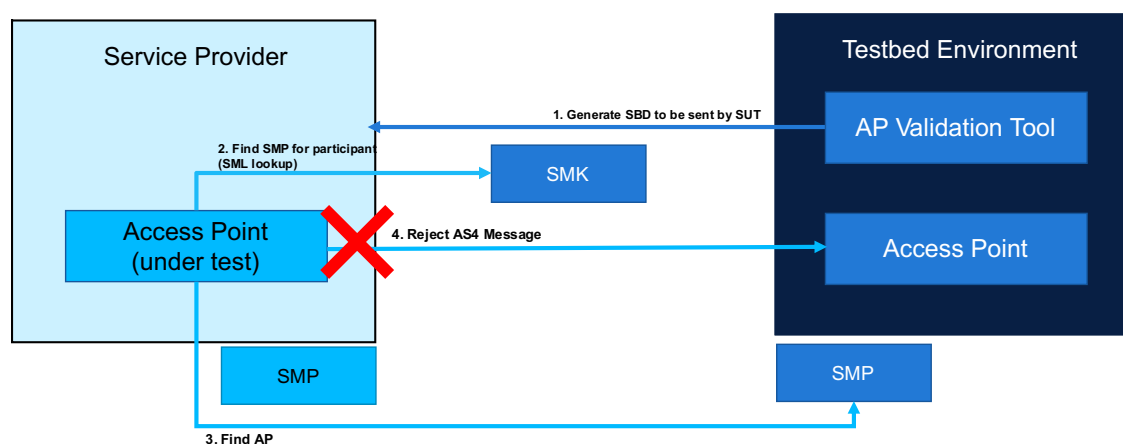 Service Provider
Testbed Environment
1. Generate SBD to be sent by SUT
AP Validation Tool
2. Find SMP for participant
(SML lookup)
SMK
Access Point
(under test)
4. Reject AS4 Message
Access Point
SMP
SMP
3. Find AP